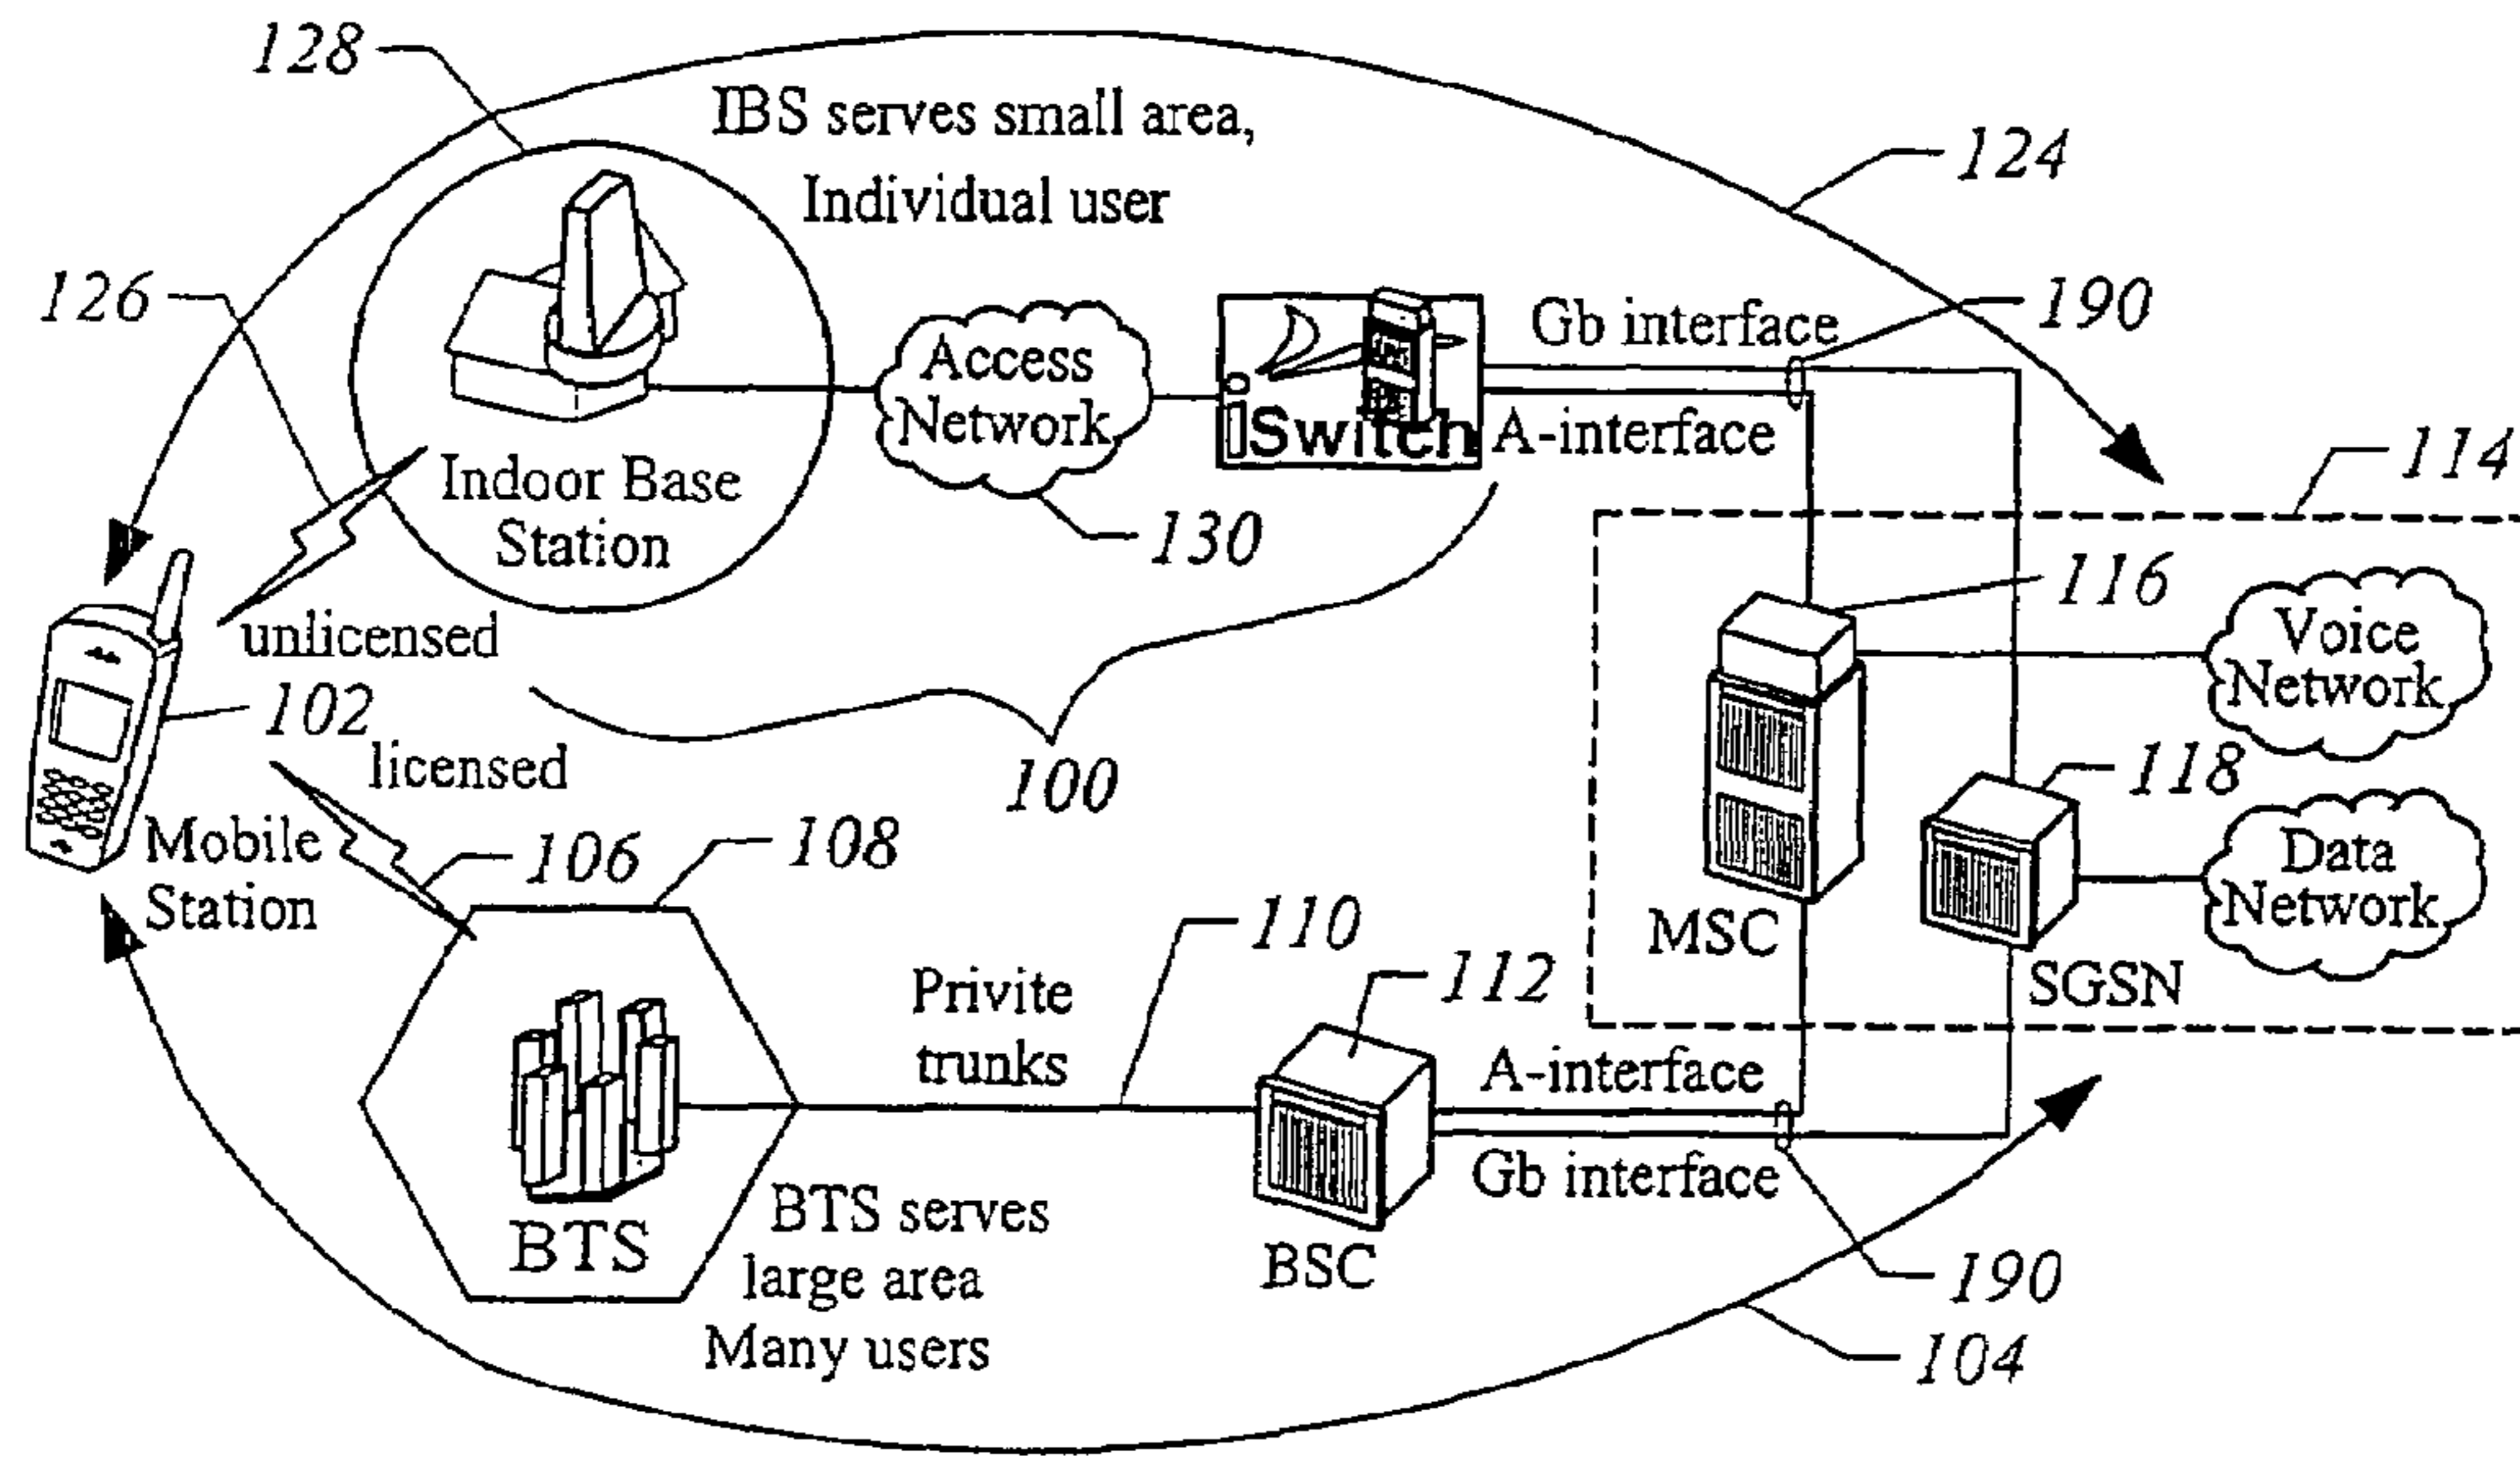 128
IBS serves small area,
Individual user
124
126
190
Gb interface
Access
Network
iSwitch
A-interface
114
Indoor Base
Station
130
116
unlicensed
Voice
Network
102
licensed
100
118
Mobile
Station
106
108
Data
Network
110
MSC
112
SGSN
Privite
trunks
A-interface
Gb interface
BTS
BTS serves
large area
Many users
BSC
190
104